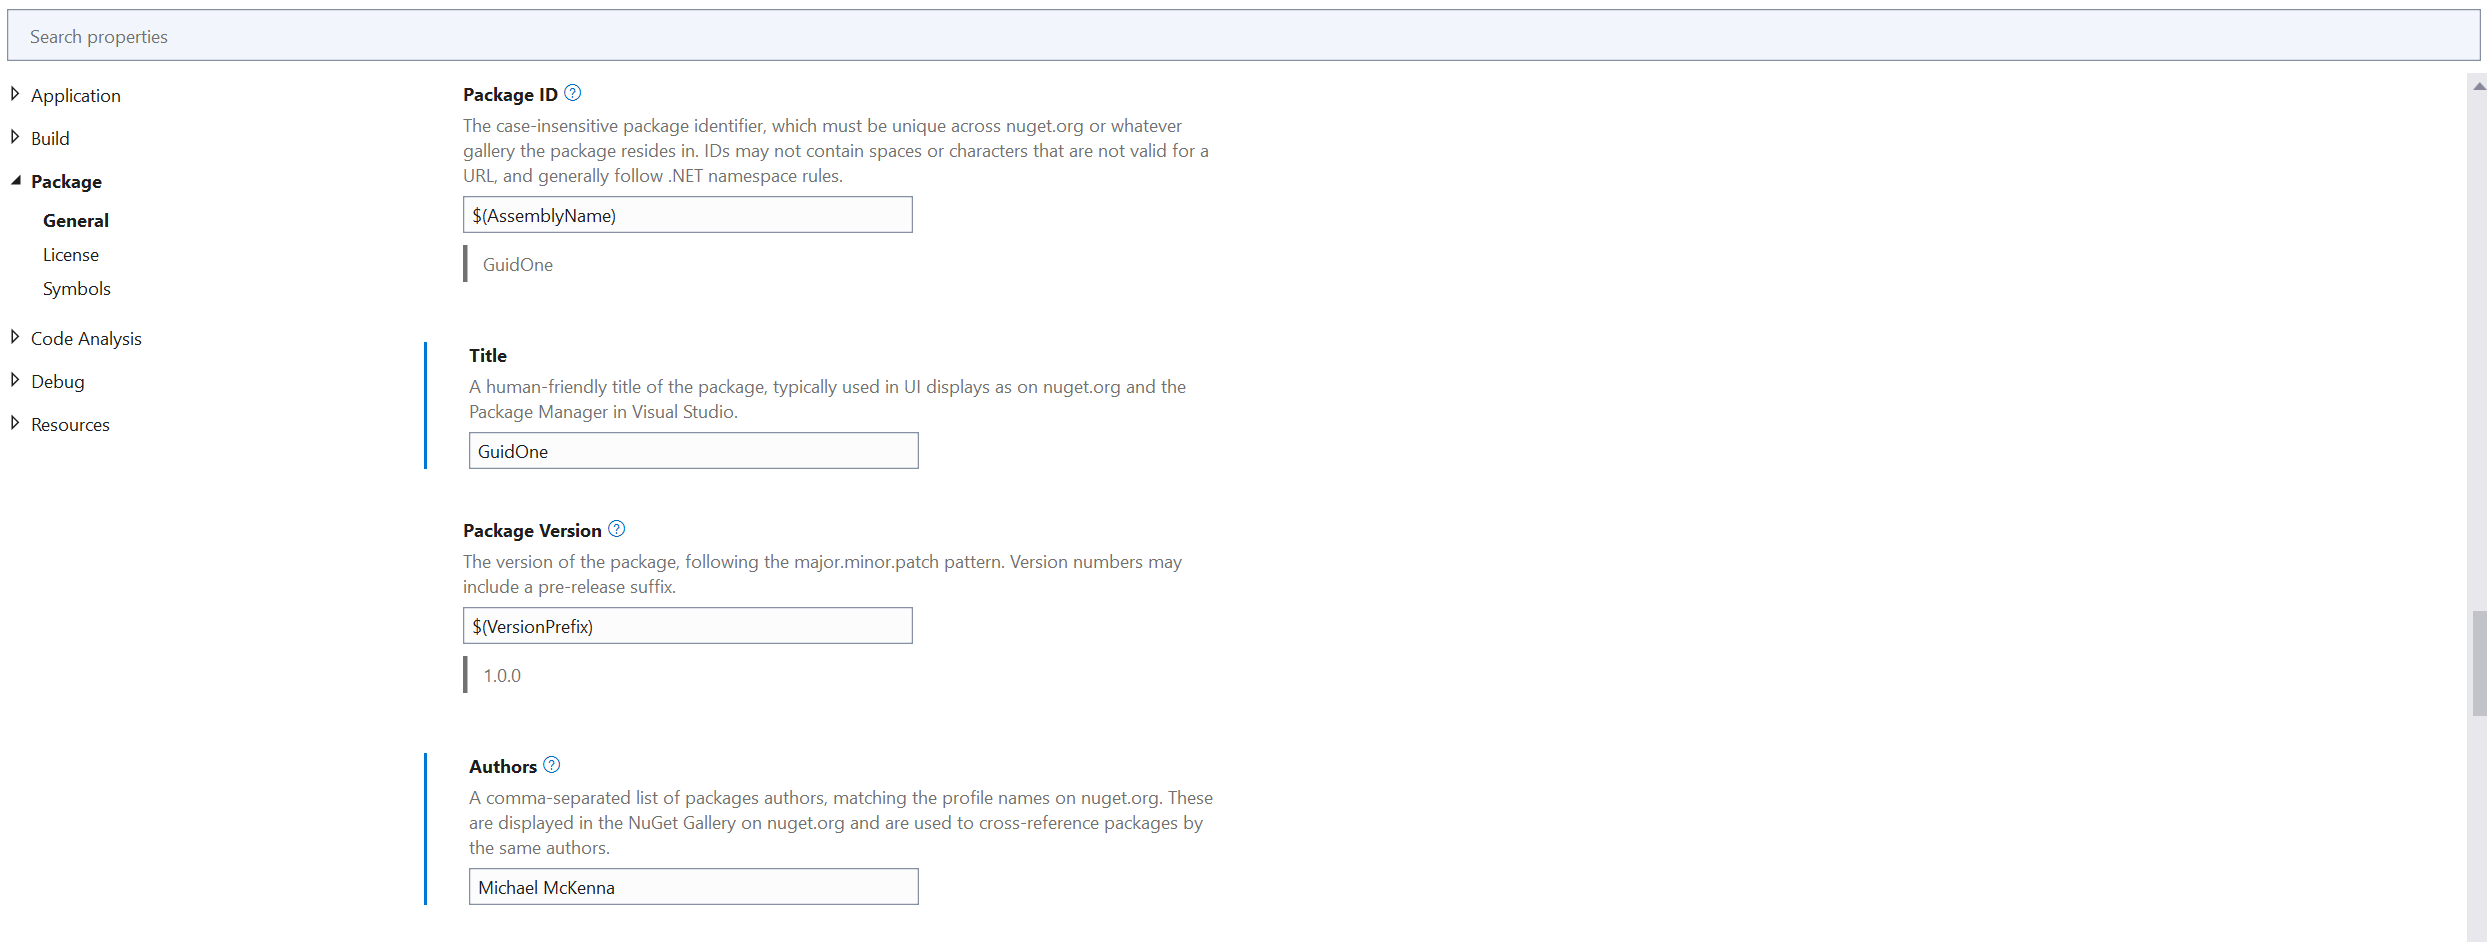 Search properties
Application
Build
Package
General
License
Symbols
Code Analysis
Debug
Resources
Package ID ?
The case-insensitive package identifier, which must be unique across nuget.org or whatever
gallery the package resides in. IDs may not contain spaces or characters that are not valid for a
URL, and generally follow .NET namespace rules.
$(AssemblyName)
GuidOne
Title
A human-friendly title of the package, typically used in UI displays as on nuget.org and the
Package Manager in Visual Studio.
GuidOne
Package Version ?
The version of the package, following the major.minor.patch pattern. Version numbers may
include a pre-release suffix.
$(VersionPrefix)
1.0.0
Authors ?
A comma-separated list of packages authors, matching the profile names on nuget.org. These
are displayed in the NuGet Gallery on nuget.org and are used to cross-reference packages by
the same authors.
Michael McKenna